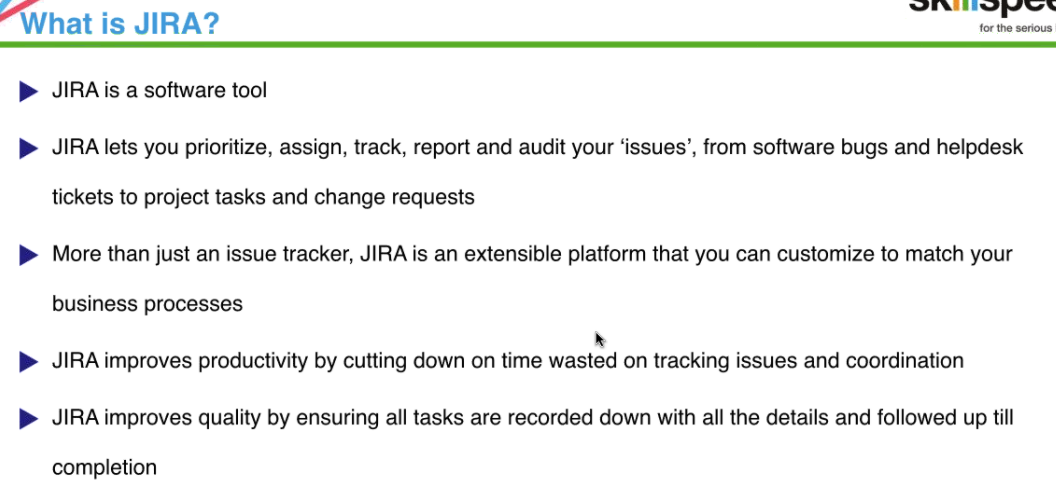 What is JIRA?
for the serious
JIRA is a software tool
JIRA lets you prioritize, assign, track, report and audit your ‘issues’, from software bugs and helpdesk
tickets to project tasks and change requests
More than just an issue tracker, JIRA is an extensible platform that you can customize to match your
business processes
JIRA improves productivity by cutting down on time wasted on tracking issues and coordination
JIRA improves quality by ensuring all tasks are recorded down with all the details and followed up till
completion